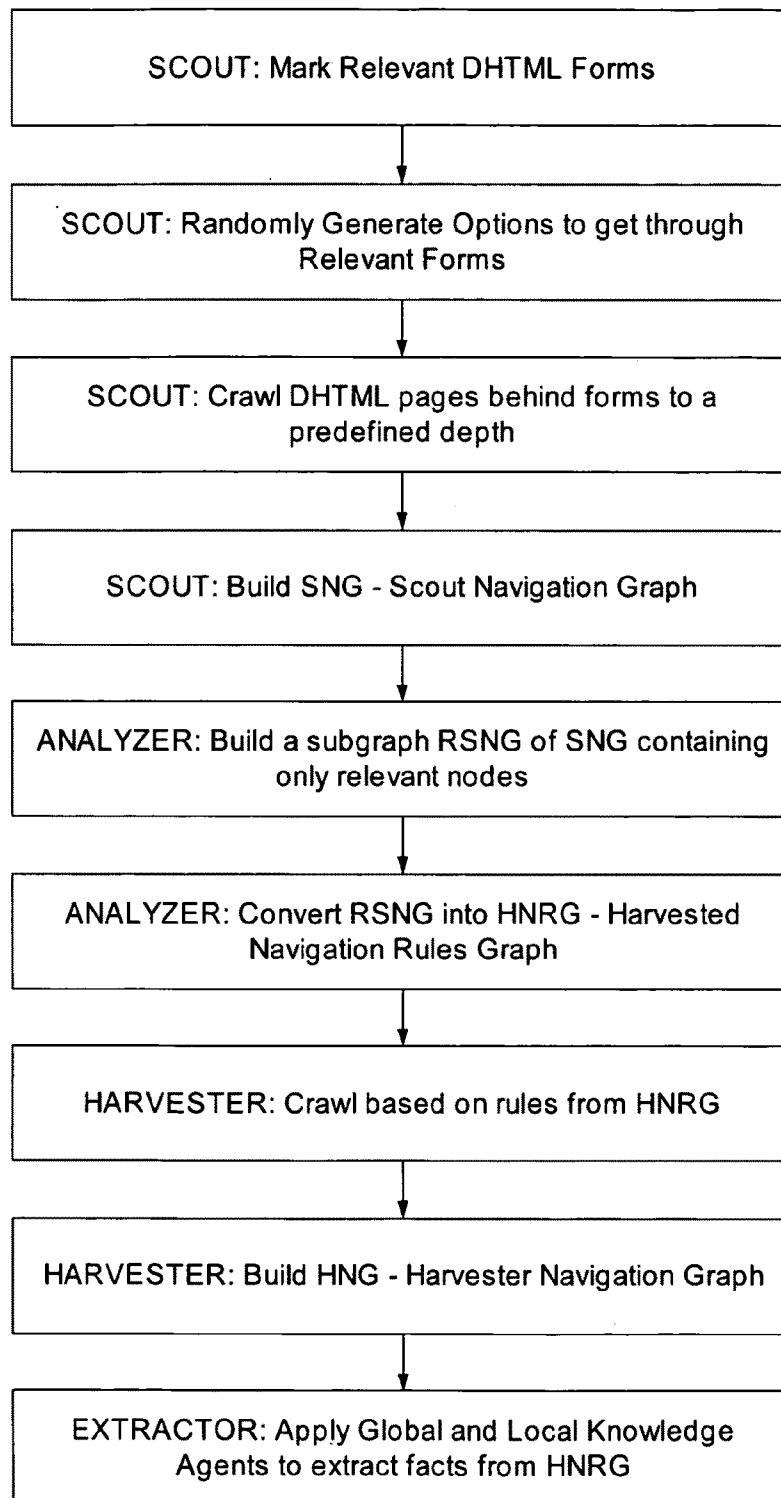 SCOUT: Mark Relevant DHTML Forms
SCOUT: Randomly Generate Options to get through
Relevant Forms
SCOUT: Crawl DHTML pages behind forms to a
predefined depth
SCOUT: Build SNG - Scout Navigation Graph
ANALYZER: Build a subgraph RSNG of SNG containing
only relevant nodes
ANALYZER: Convert RSNG into HNRG - Harvested
Navigation Rules Graph
HARVESTER: Crawl based on rules from HNRG
HARVESTER: Build HNG - Harvester Navigation Graph
EXTRACTOR: Apply Global and Local Knowledge
Agents to extract facts from HNRG